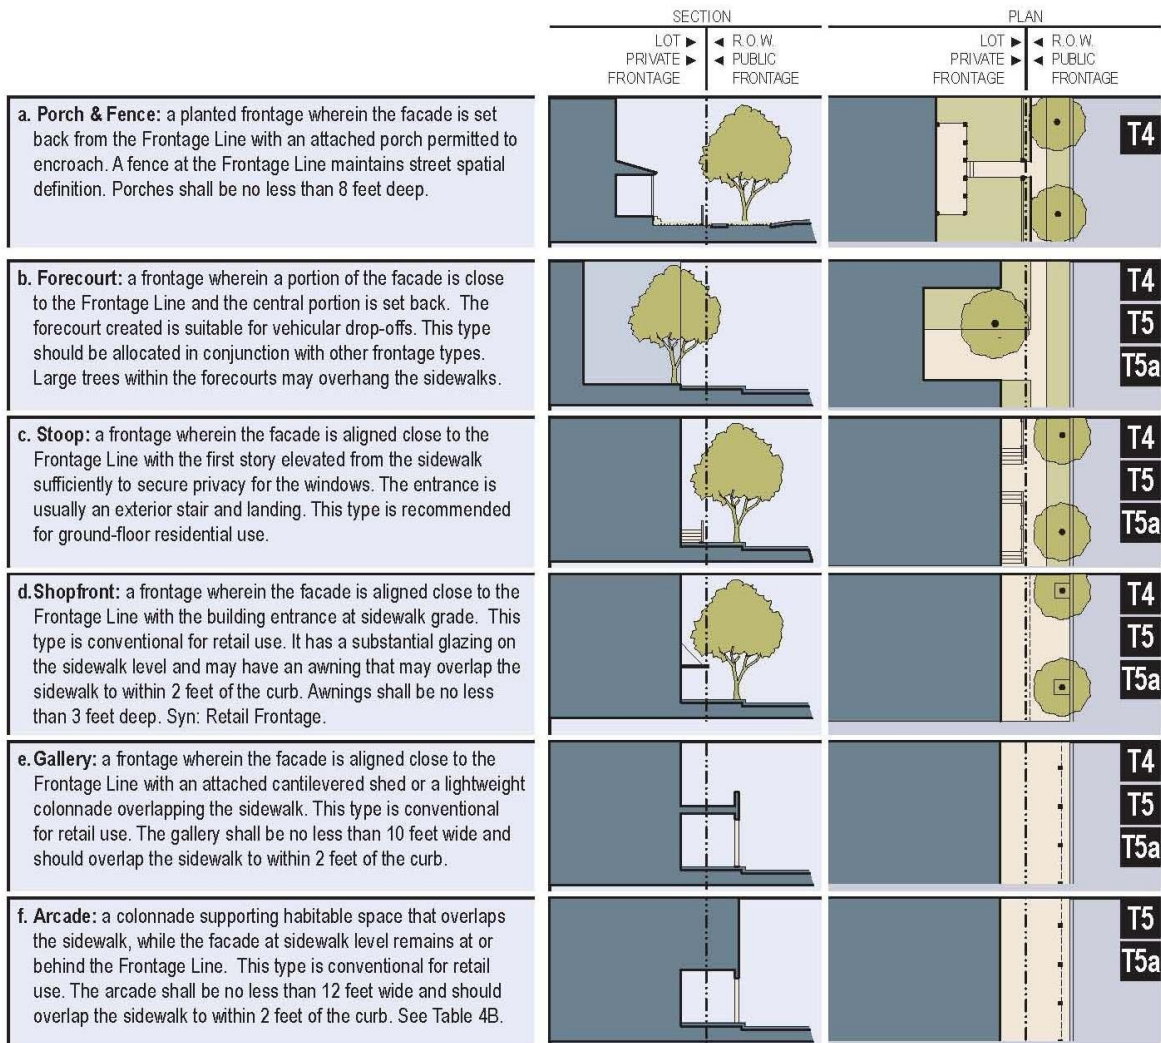 SECTION
PLAN
LOT ► ◄ R.O.W.
PRIVATE ► ◄ PUBLIC
FRONTAGE FRONTAGE
LOT ► ◄ R.O.W.
PRIVATE ► ◄ PUBLIC
FRONTAGE FRONTAGE
a. Porch & Fence: a planted frontage wherein the facade is set
back from the Frontage Line with an attached porch permitted to
encroach. A fence at the Frontage Line maintains street spatial
definition. Porches shall be no less than 8 feet deep.
T4
b. Forecourt: a frontage wherein a portion of the facade is close
to the Frontage Line and the central portion is set back. The
forecourt created is suitable for vehicular drop-offs. This type
should be allocated in conjunction with other frontage types.
Large trees within the forecourts may overhang the sidewalks.
T4
T5
T5a
c. Stoop: a frontage wherein the facade is aligned close to the
Frontage Line with the first story elevated from the sidewalk
sufficiently to secure privacy for the windows. The entrance is
usually an exterior stair and landing. This type is recommended
for ground-floor residential use.
T4
T5
T5a
d. Shopfront: a frontage wherein the facade is aligned close to the
Frontage Line with the building entrance at sidewalk grade. This
type is conventional for retail use. It has a substantial glazing on
the sidewalk level and may have an awning that may overlap the
sidewalk to within 2 feet of the curb. Awnings shall be no less
than 3 feet deep. Syn: Retail Frontage.
T4
T5
T5a
e. Gallery: a frontage wherein the facade is aligned close to the
Frontage Line with an attached cantilevered shed or a lightweight
colonnade overlapping the sidewalk. This type is conventional
for retail use. The gallery shall be no less than 10 feet wide and
should overlap the sidewalk to within 2 feet of the curb.
T4
T5
T5a
f. Arcade: a colonnade supporting habitable space that overlaps
the sidewalk, while the facade at sidewalk level remains at or
behind the Frontage Line. This type is conventional for retail
use. The arcade shall be no less than 12 feet wide and should
overlap the sidewalk to within 2 feet of the curb. See Table 4B.
T5
T5a